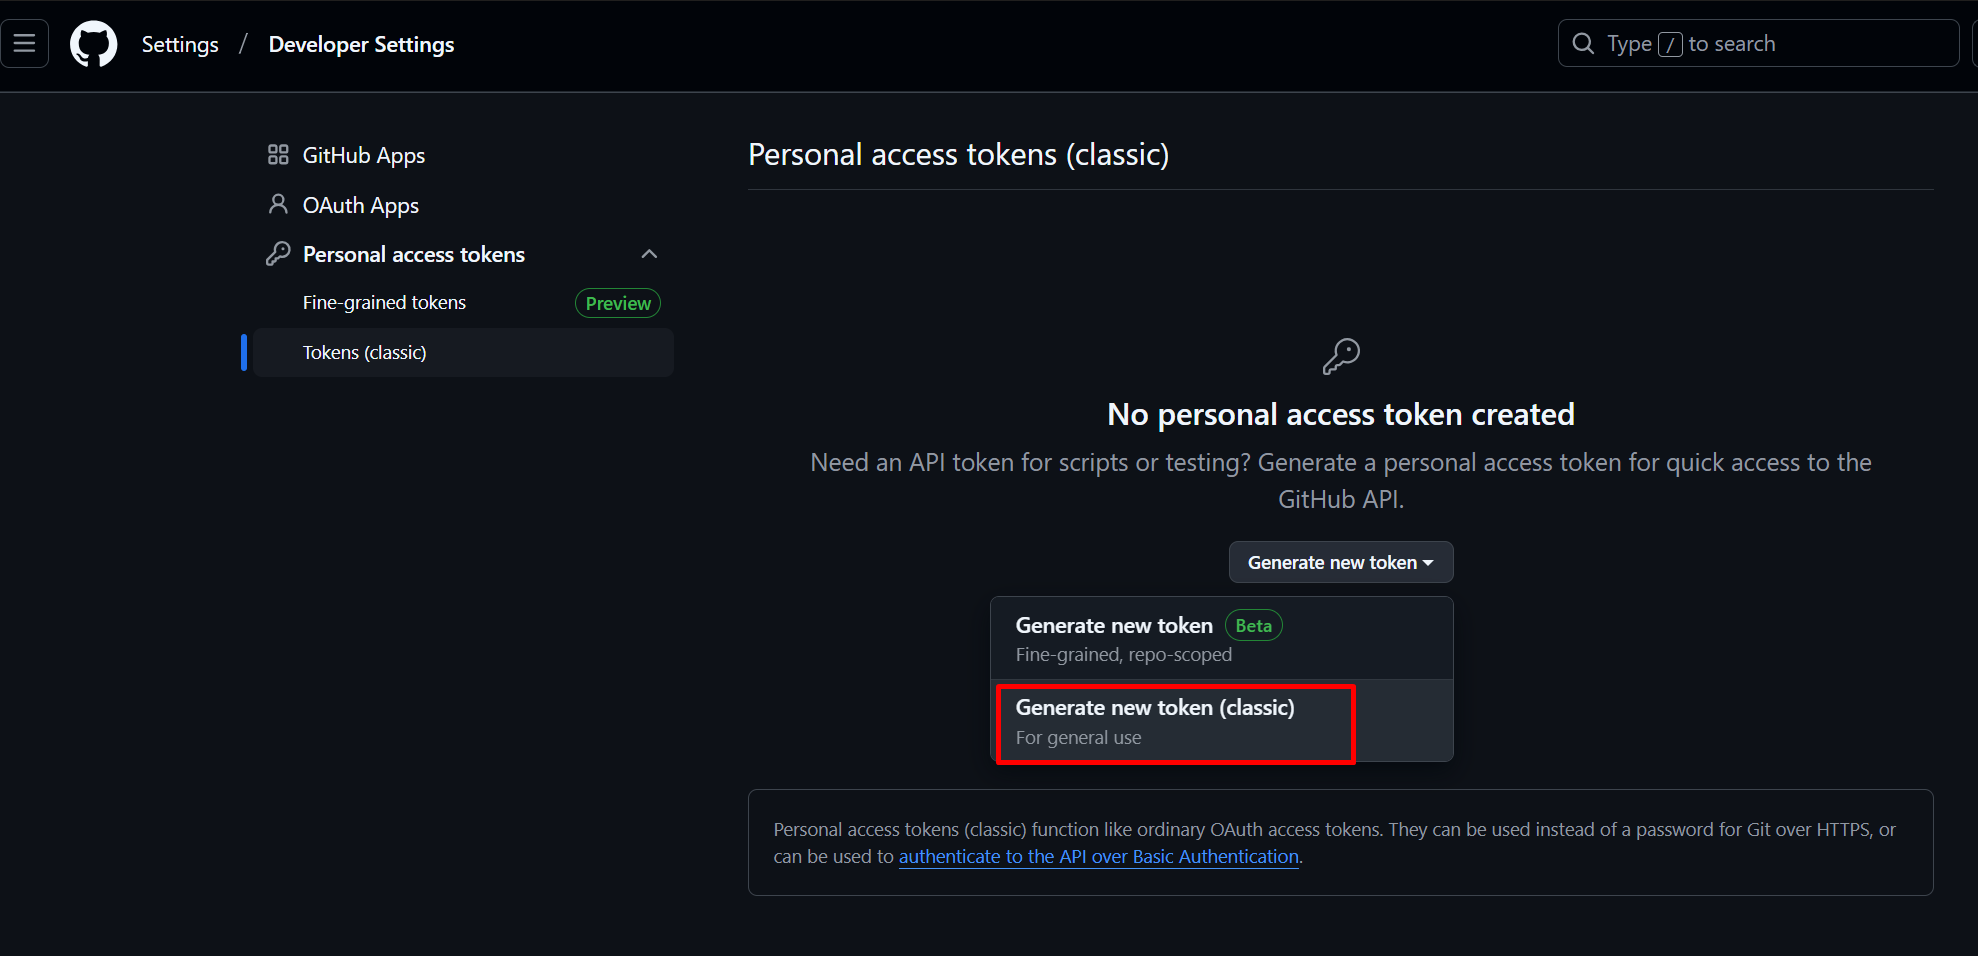 Settings / Developer Settings
Type / to search
GitHub Apps
OAuth Apps
Personal access tokens
Fine-grained tokens Preview
Tokens (classic)
Personal access tokens (classic)
No personal access token created
Need an API token for scripts or testing? Generate a personal access token for quick access to the
GitHub API.
Generate new token
Generate new token Beta
Fine-grained, repo-scoped
Generate new token (classic)
For general use
Personal access tokens (classic) function like ordinary OAuth access tokens. They can be used instead of a password for Git over HTTPS, or
can be used to authenticate to the API over Basic Authentication.